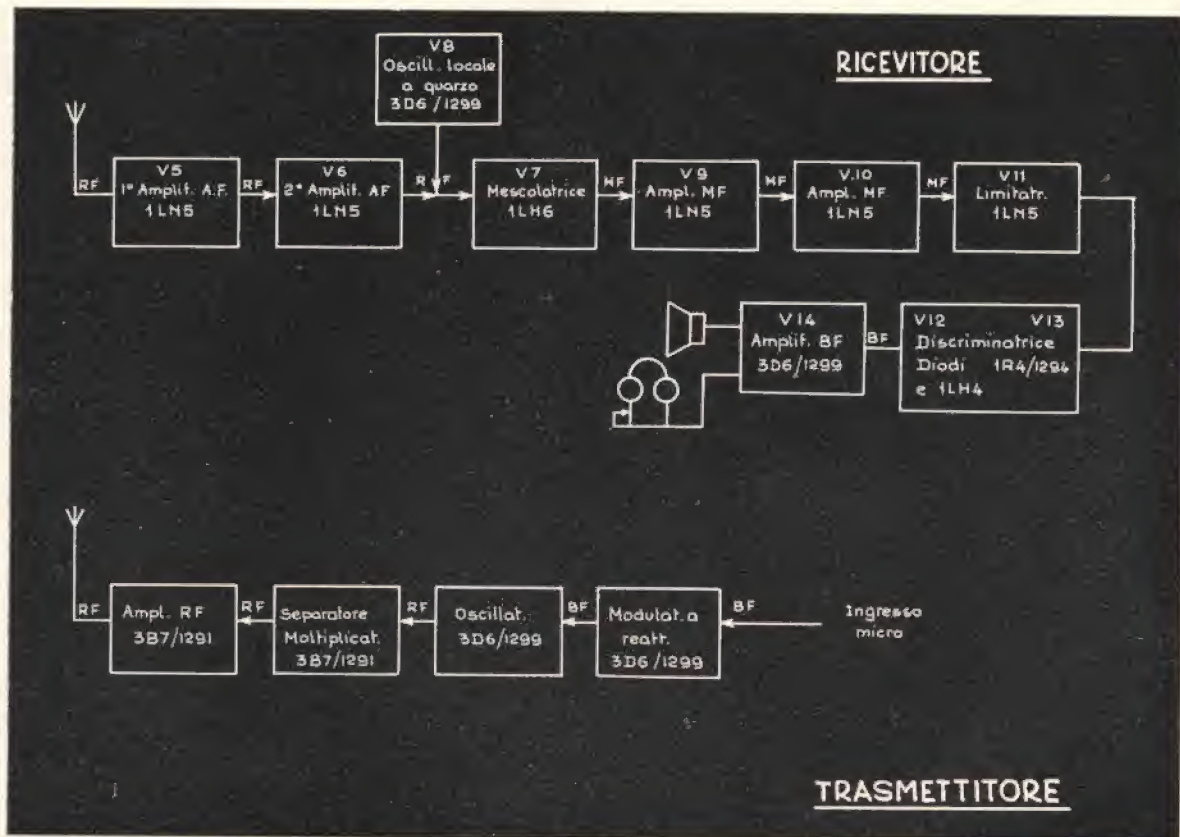 RICEVITORE
V8
Oscill. locale
a quarzo
3D6/1299
RF
V5
1° Amplif. A.F.
1LN5
RF
V6
2° Amplif. AF
1LN5
R F
V7
Mescolatrice
1LH6
MF
V9
Ampl. MF
1LN5
MF
V.10
Ampl. MF
1LN5
MF
V11
Limitatr.
1LN5
V14
Amplif. BF
3D6/1299
BF
V12 V13
Discriminatrice
Diodi 1R4/1294
e 1LH4
RF
Ampl. RF
3B7/1291
RF
Separatore
Moltiplicat.
3B7/1291
RF
Oscillat.
3D6/1299
BF
Modulat. a
reatt.
3D6/1299
BF
Ingresso
micro
TRASMETTITORE